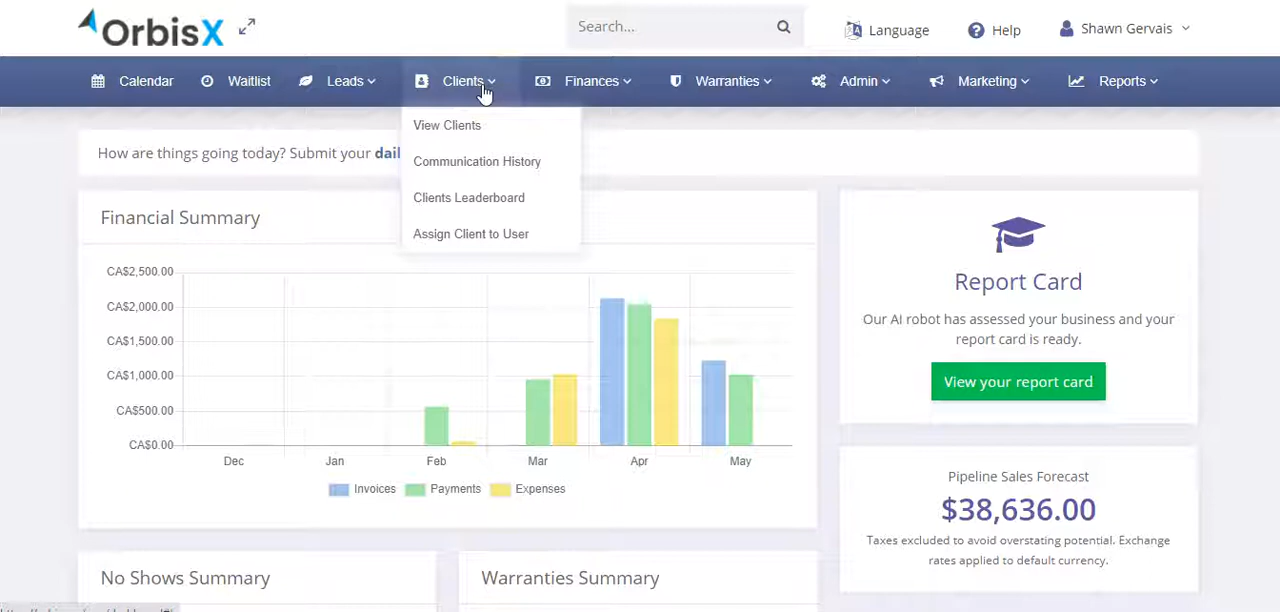 OrbisX
Search...
Language
Help
Shawn Gervais
Calendar
Waitlist
Leads
Clients
Finances
Warranties
Admin
Marketing
Reports
View Clients
Communication History
Clients Leaderboard
Assign Client to User
How are things going today? Submit your dail
Financial Summary
CA$2,500.00
CA$2,000.00
CA$1,500.00
CA$1,000.00
CA$500.00
CA$0.00
Dec Jan Feb Mar Apr May
Invoices Payments Expenses
Report Card
Our AI robot has assessed your business and your
report card is ready.
View your report card
Pipeline Sales Forecast
$38,636.00
Taxes excluded to avoid overstating potential. Exchange
rates applied to default currency.
No Shows Summary
Warranties Summary